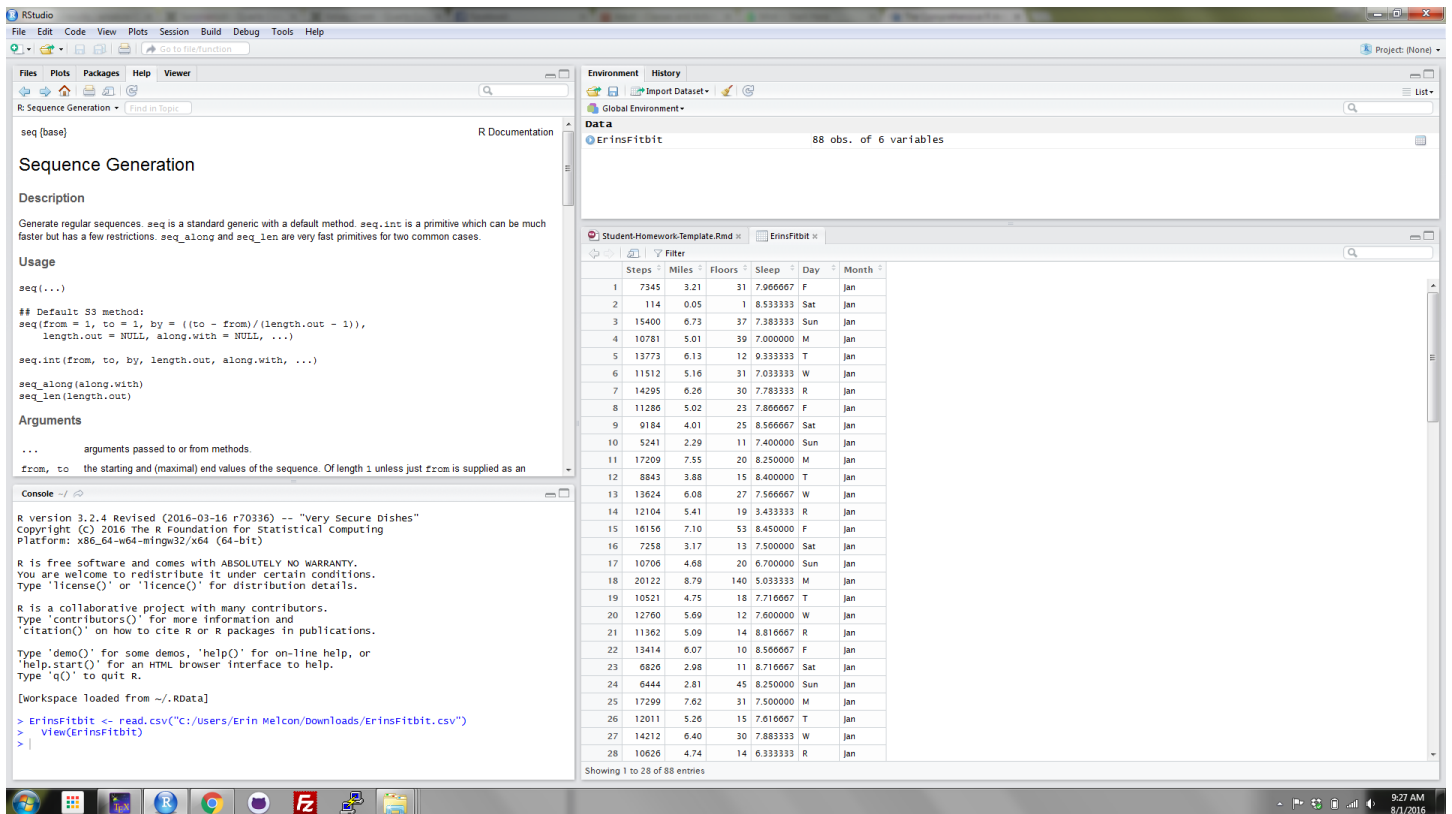 RStudio
File Edit Code View Plots Session Build Debug Tools Help
Go to file/function
Project: (None)
Files Plots Packages Help Viewer
R: Sequence Generation Find in Topic
seq {base} R Documentation
Sequence Generation
Description
Generate regular sequences. seq is a standard generic with a default method. seq.int is a primitive which can be much
faster but has a few restrictions. seq_along and seq_len are very fast primitives for two common cases.
Usage
seq(...)
## Default S3 method:
seq(from = 1, to = 1, by = ((to - from)/(length.out - 1)),
length.out = NULL, along.with = NULL, ...)
seq.int(from, to, by, length.out, along.with, ...)
seq_along(along.with)
seq_len(length.out)
Arguments
... arguments passed to or from methods.
from, to the starting and (maximal) end values of the sequence. Of length 1 unless just from is supplied as an
Console ~/
R version 3.2.4 Revised (2016-03-16 r70336) -- "Very Secure Dishes"
Copyright (C) 2016 The R Foundation for Statistical Computing
Platform: x86_64-w64-mingw32/x64 (64-bit)
R is free software and comes with ABSOLUTELY NO WARRANTY.
You are welcome to redistribute it under certain conditions.
Type 'license()' or 'licence()' for distribution details.
R is a collaborative project with many contributors.
Type 'contributors()' for more information and
'citation()' on how to cite R or R packages in publications.
Type 'demo()' for some demos, 'help()' for on-line help, or
'help.start()' for an HTML browser interface to help.
Type 'q()' to quit R.
[Workspace loaded from ~/.RData]
> ErinsFitbit <- read.csv("C:/Users/Erin Melcon/Downloads/ErinsFitbit.csv")
> View(ErinsFitbit)
>
Environment History
Import Dataset List
Global Environment
Data
ErinsFitbit 88 obs. of 6 variables
Student-Homework-Template.Rmd ErinsFitbit
Filter
Steps Miles Floors Sleep Day Month
1 7345 3.21 31 7.966667 F Jan
2 114 0.05 1 8.533333 Sat Jan
3 15400 6.73 37 7.383333 Sun Jan
4 10781 5.01 39 7.000000 M Jan
5 13773 6.13 12 9.333333 T Jan
6 11512 5.16 31 7.033333 W Jan
7 14295 6.26 30 7.783333 R Jan
8 11286 5.02 23 7.866667 F Jan
9 9184 4.01 25 8.566667 Sat Jan
10 5241 2.29 11 7.400000 Sun Jan
11 17209 7.55 20 8.250000 M Jan
12 8843 3.88 15 8.400000 T Jan
13 13624 6.08 27 7.566667 W Jan
14 12104 5.41 19 3.433333 R Jan
15 16156 7.10 53 8.450000 F Jan
16 7258 3.17 13 7.500000 Sat Jan
17 10706 4.68 20 6.700000 Sun Jan
18 20122 8.79 140 5.033333 M Jan
19 10521 4.75 18 7.716667 T Jan
20 12760 5.69 12 7.600000 W Jan
21 11362 5.09 14 8.816667 R Jan
22 13414 6.07 10 8.566667 F Jan
23 6826 2.98 11 8.716667 Sat Jan
24 6444 2.81 45 8.250000 Sun Jan
25 17299 7.62 31 7.500000 M Jan
26 12011 5.26 15 7.616667 T Jan
27 14212 6.40 30 7.883333 W Jan
28 10626 4.74 14 6.333333 R Jan
Showing 1 to 28 of 88 entries
9:27 AM
8/1/2016